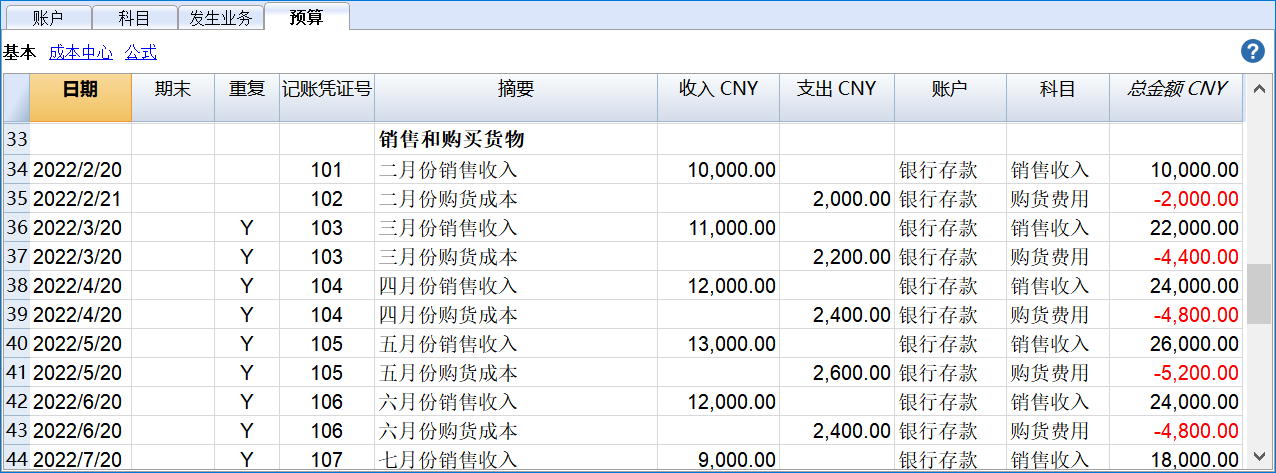 账户 科目 发生业务 预算
基本 成本中心 公式 ?
日期 期末 重复 记账凭证号 摘要 收入 CNY 支出 CNY 账户 科目 总金额 CNY
33 销售和购买货物
34 2022/2/20 101 二月份销售收入 10,000.00 银行存款 销售收入 10,000.00
35 2022/2/21 102 二月份购货成本 2,000.00 银行存款 购货费用 -2,000.00
36 2022/3/20 Y 103 三月份销售收入 11,000.00 银行存款 销售收入 22,000.00
37 2022/3/20 Y 103 三月份购货成本 2,200.00 银行存款 购货费用 -4,400.00
38 2022/4/20 Y 104 四月份销售收入 12,000.00 银行存款 销售收入 24,000.00
39 2022/4/20 Y 104 四月份购货成本 2,400.00 银行存款 购货费用 -4,800.00
40 2022/5/20 Y 105 五月份销售收入 13,000.00 银行存款 销售收入 26,000.00
41 2022/5/20 Y 105 五月份购货成本 2,600.00 银行存款 购货费用 -5,200.00
42 2022/6/20 Y 106 六月份销售收入 12,000.00 银行存款 销售收入 24,000.00
43 2022/6/20 Y 106 六月份购货成本 2,400.00 银行存款 购货费用 -4,800.00
44 2022/7/20 Y 107 七月份销售收入 9,000.00 银行存款 销售收入 18,000.00